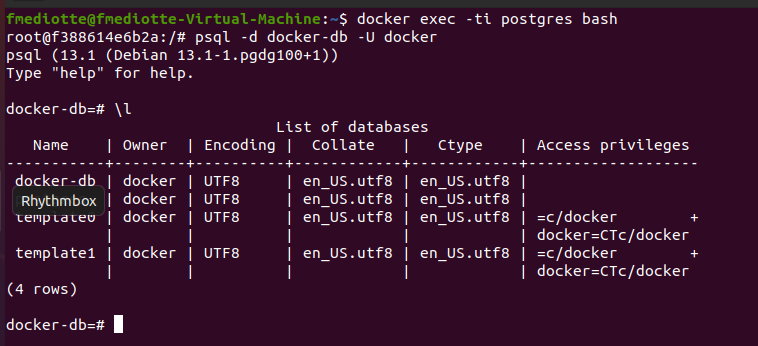 fmediotte@fmediotte-Virtual-Machine:~$ docker exec -ti postgres bash
root@f388614e6b2a:/# psql -d docker-db -U docker
psql (13.1 (Debian 13.1-1.pgdg100+1))
Type "help" for help.
docker-db=# \l
List of databases
Name | Owner | Encoding | Collate | Ctype | Access privileges
-----------+--------+----------+------------+------------+-------------------
docker-db | docker | UTF8 | en_US.utf8 | en_US.utf8 |
| docker | UTF8 | en_US.utf8 | en_US.utf8 |
Rhythmbox
template0 | docker | UTF8 | en_US.utf8 | en_US.utf8 | =c/docker +
| | | | | docker=CTc/docker
template1 | docker | UTF8 | en_US.utf8 | en_US.utf8 | =c/docker +
| | | | | docker=CTc/docker
(4 rows)
docker-db=#